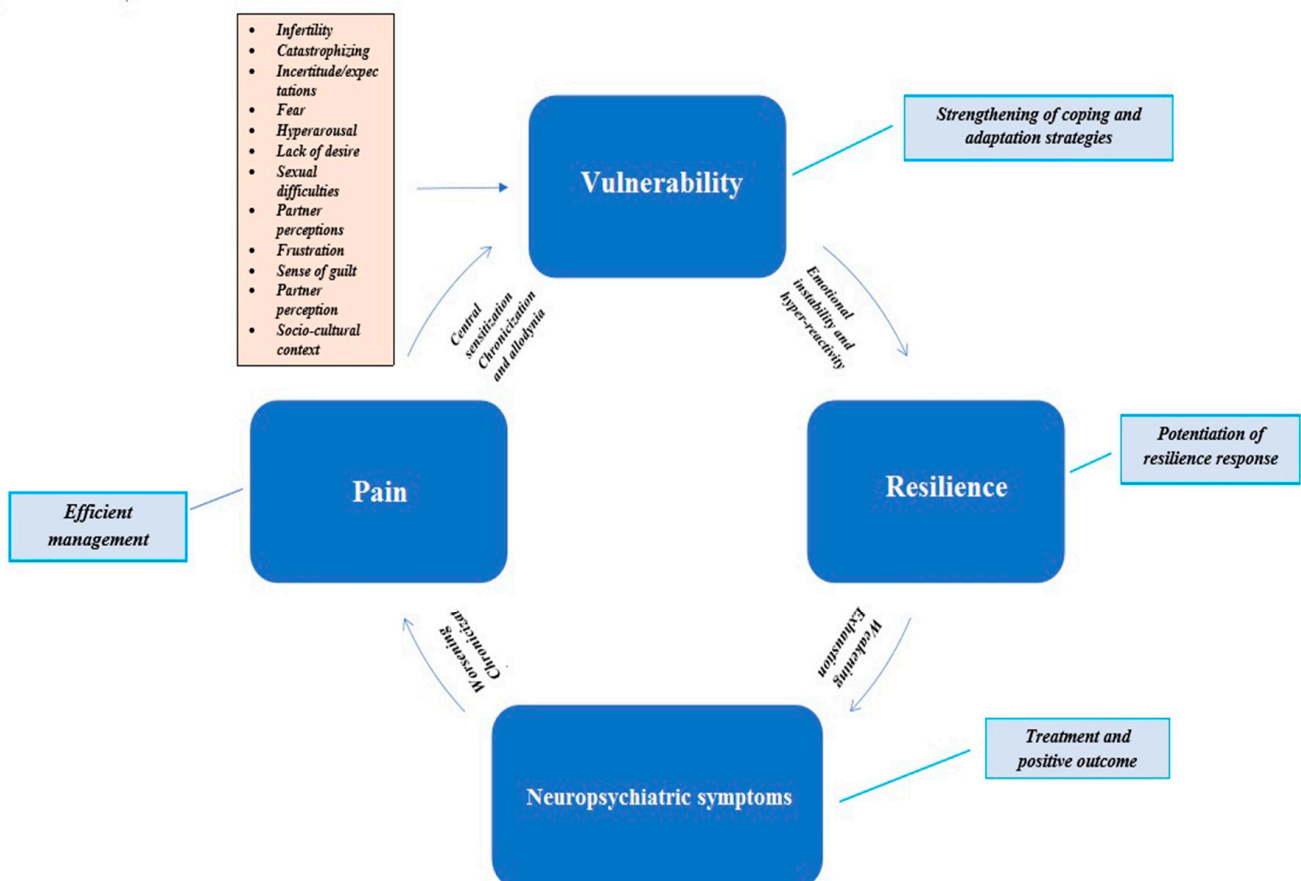 • Infertility
• Catastrophizing
• Incertitude/expec
tations
• Fear
• Hyperarousal
• Lack of desire
• Sexual
difficulties
• Partner
perceptions
• Frustration
• Sense of guilt
• Partner
perception
• Socio-cultural
context
Vulnerability
Strengthening of coping and
adaptation strategies
Central
sensitization
Chronicization
and allodynia
Emotional
instability and
hyper-reactivity
Pain
Resilience
Potentiation of
resilience response
Efficient
management
Worsening
Chronicizat
Weakening
Exhaustion
Neuropsychiatric symptoms
Treatment and
positive outcome